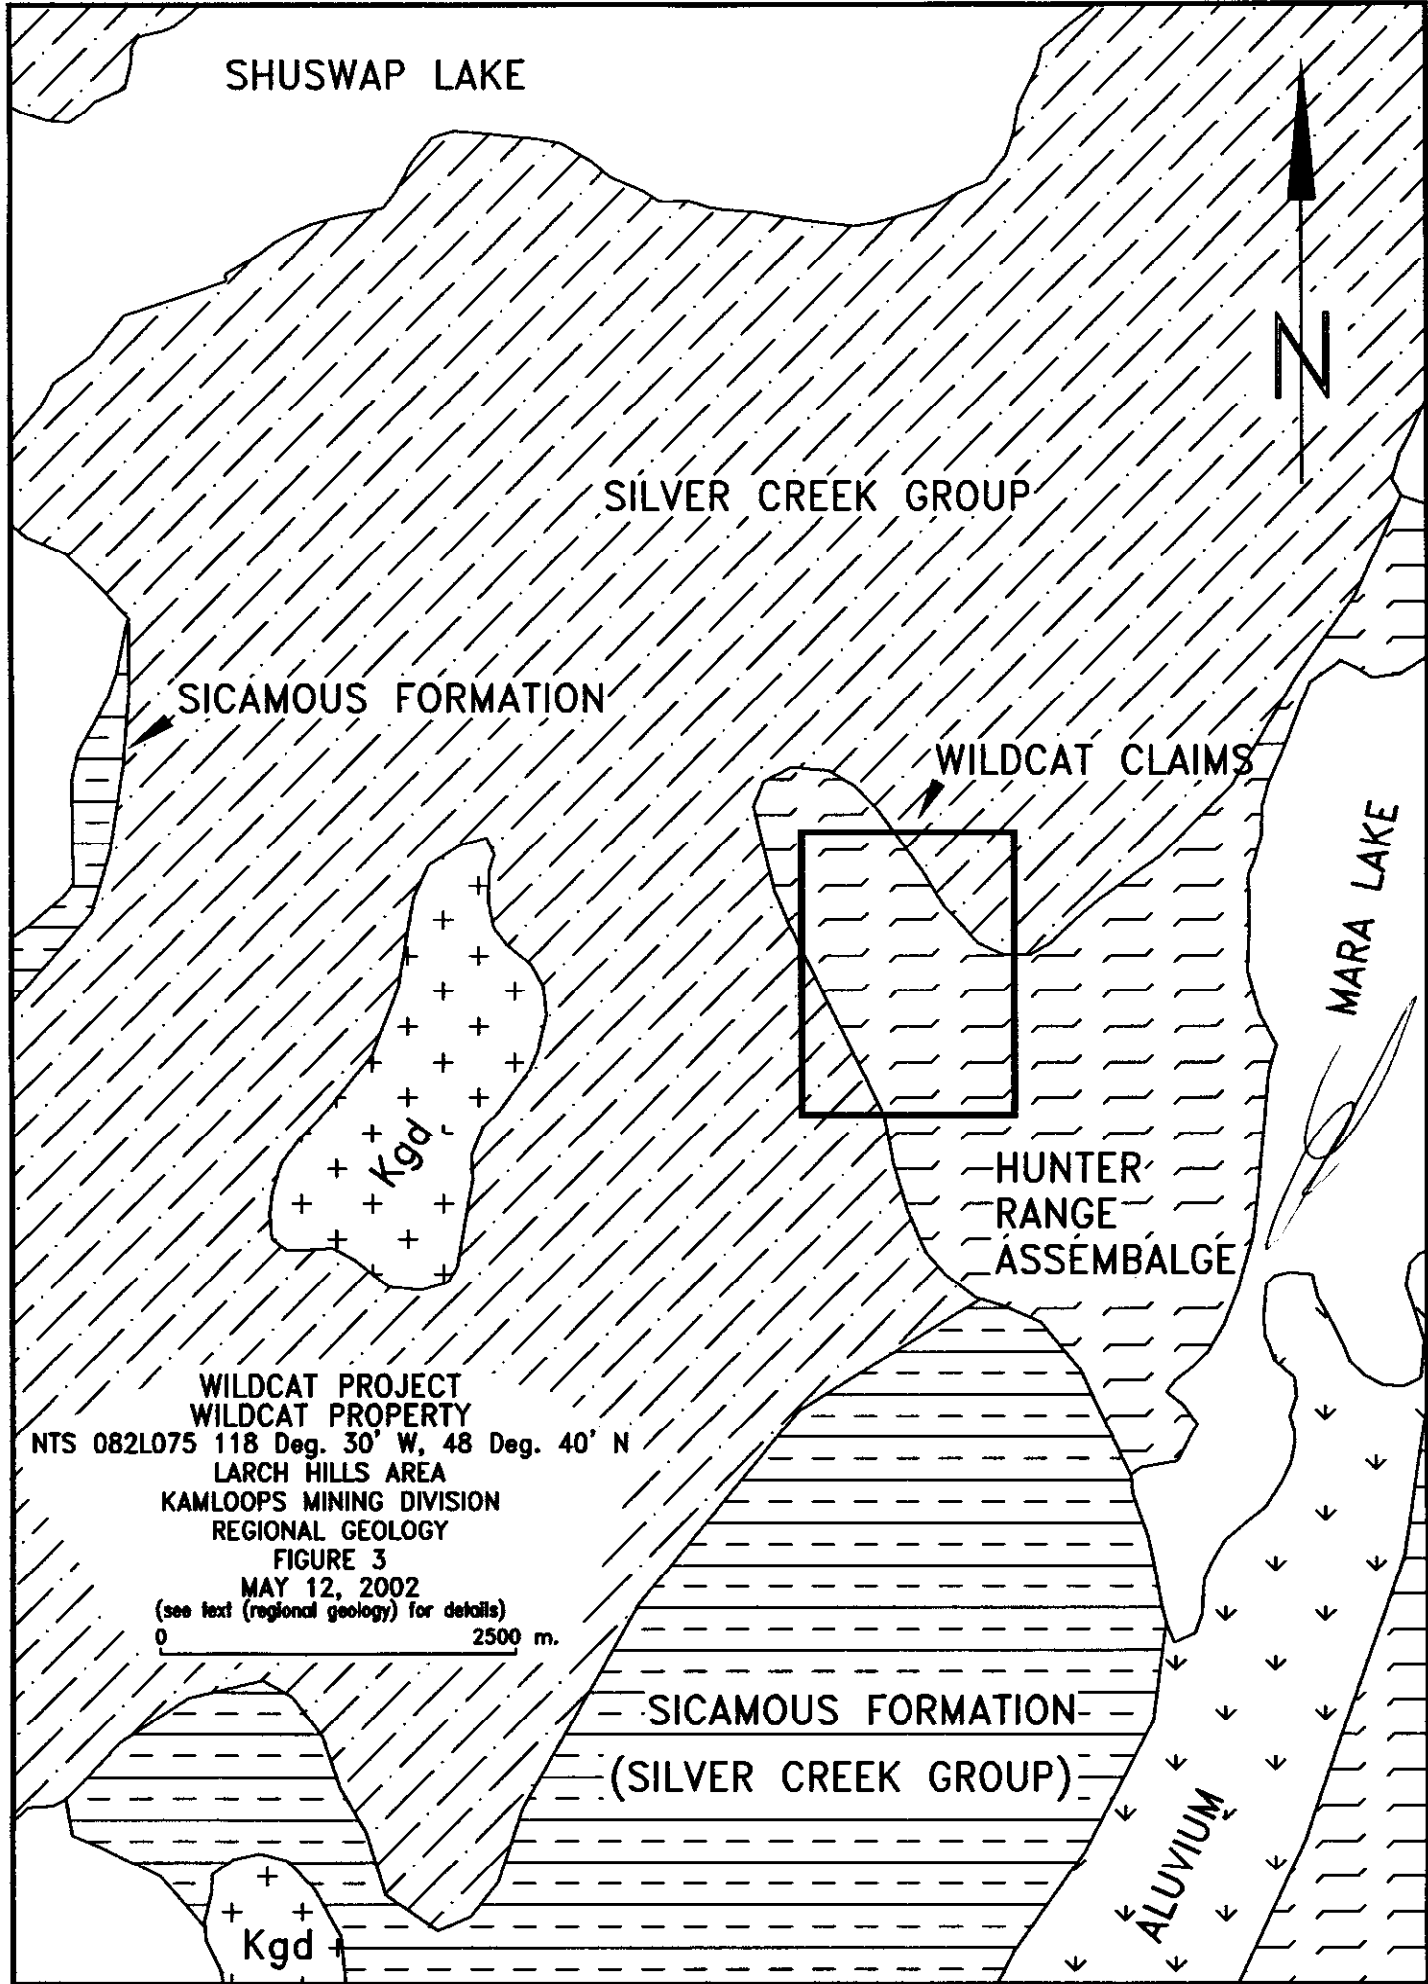 SHUSWAP LAKE
N
SILVER CREEK GROUP
SICAMOUS FORMATION
WILDCAT CLAIMS
MARA LAKE
Kgd
HUNTER
RANGE
ASSEMBALGE
WILDCAT PROJECT
WILDCAT PROPERTY
NTS 082L075 118 Deg. 30' W, 48 Deg. 40' N
LARCH HILLS AREA
KAMLOOPS MINING DIVISION
REGIONAL GEOLOGY
FIGURE 3
MAY 12, 2002
(see text (regional geology) for details)
0 2500 m.
SICAMOUS FORMATION
(SILVER CREEK GROUP)
ALUVIUM
Kgd